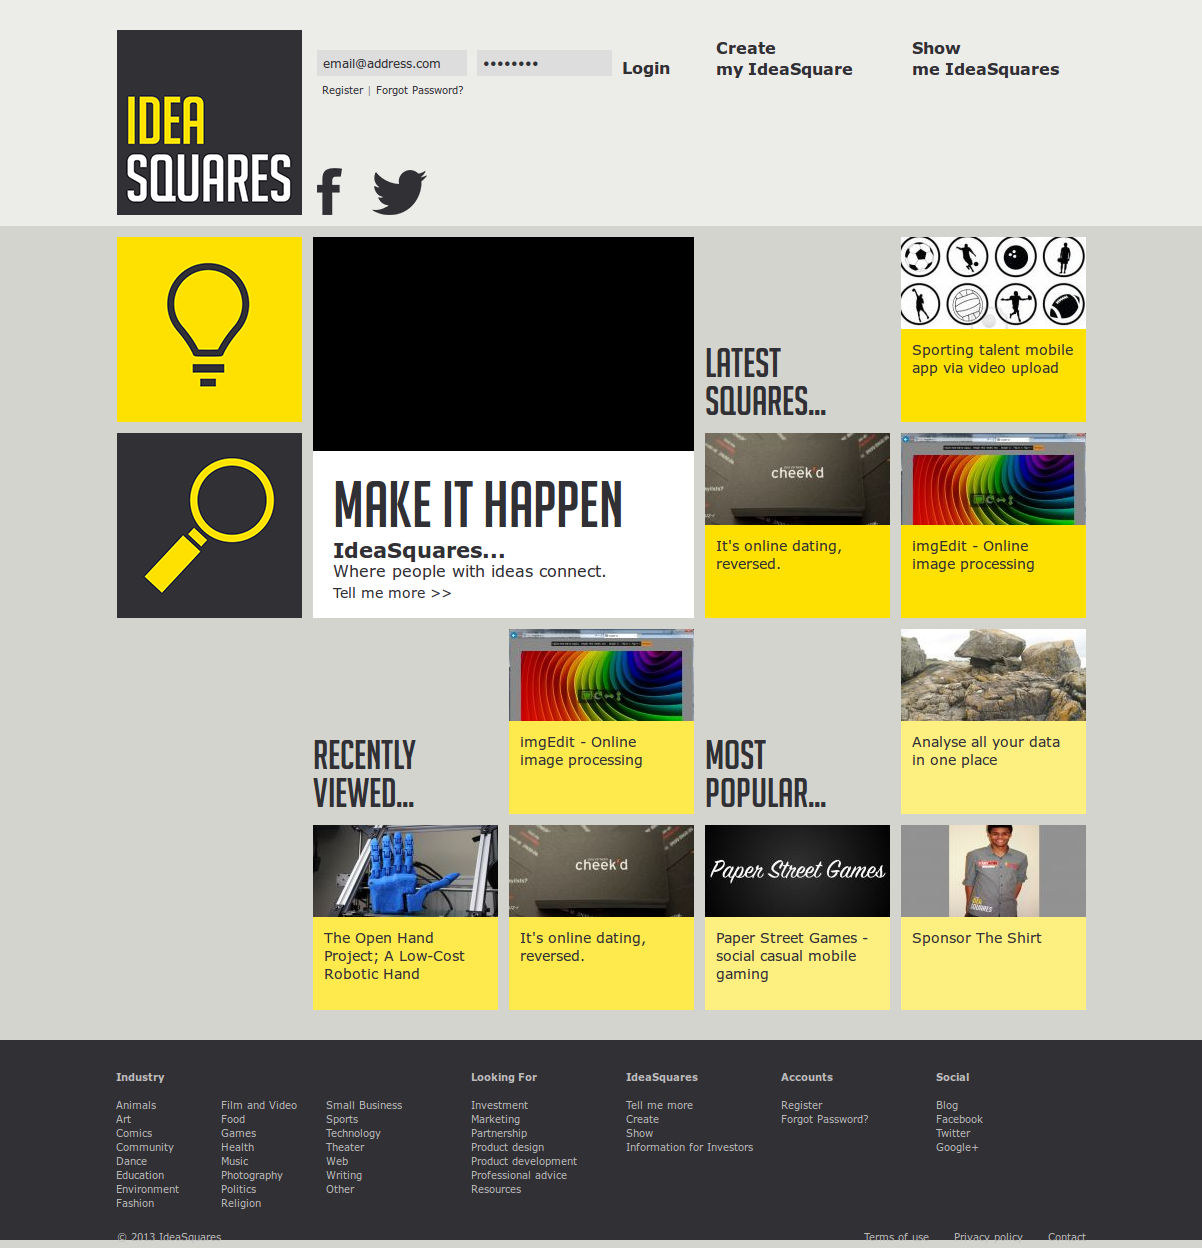 IDEA
SQUARES
email@address.com
••••••••
Login
Register | Forgot Password?
Create
my IdeaSquare
Show
me IdeaSquares
LATEST
SQUARES...
Sporting talent mobile
app via video upload
MAKE IT HAPPEN
IdeaSquares...
Where people with ideas connect.
Tell me more >>
cheek'd
It's online dating,
reversed.
imgEdit - Online
image processing
RECENTLY
VIEWED...
imgEdit - Online
image processing
MOST
POPULAR...
Analyse all your data
in one place
The Open Hand
Project; A Low-Cost
Robotic Hand
cheek'd
It's online dating,
reversed.
Paper Street Games
Paper Street Games -
social casual mobile
gaming
IDEA
SQUARES
Sponsor The Shirt
Industry
Animals
Art
Comics
Community
Dance
Education
Environment
Fashion
Film and Video
Food
Games
Health
Music
Photography
Politics
Religion
Small Business
Sports
Technology
Theater
Web
Writing
Other
Looking For
Investment
Marketing
Partnership
Product design
Product development
Professional advice
Resources
IdeaSquares
Tell me more
Create
Show
Information for Investors
Accounts
Register
Forgot Password?
Social
Blog
Facebook
Twitter
Google+
© 2013 IdeaSquares
Terms of use
Privacy policy
Contact